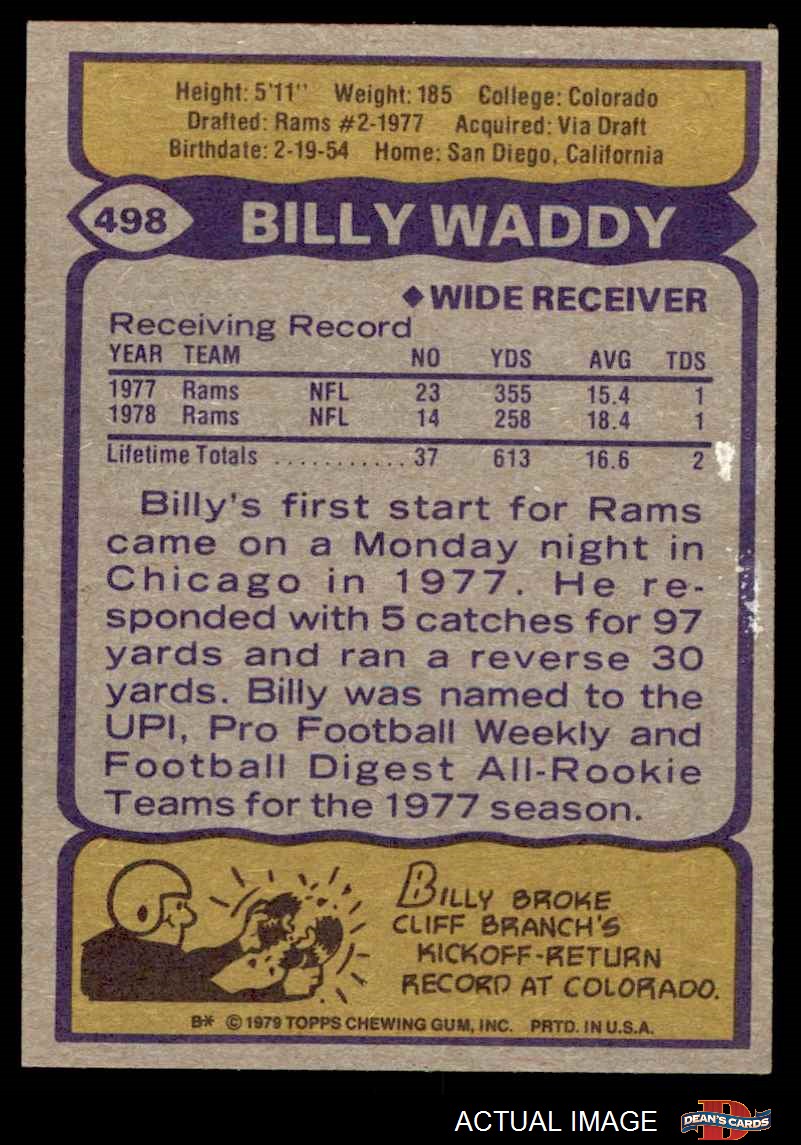 Height: 5'11" Weight: 185 College: Colorado
Drafted: Rams #2-1977 Acquired: Via Draft
Birthdate: 2-19-54 Home: San Diego, California
498 BILLY WADDY
◆WIDE RECEIVER
Receiving Record
YEAR TEAM NO YDS AVG TDS
1977 Rams NFL 23 355 15.4 1
1978 Rams NFL 14 258 18.4 1
Lifetime Totals ........... 37 613 16.6 2
Billy's first start for Rams
came on a Monday night in
Chicago in 1977. He re-
sponded with 5 catches for 97
yards and ran a reverse 30
yards. Billy was named to the
UPI, Pro Football Weekly and
Football Digest All-Rookie
Teams for the 1977 season.
BILLY BROKE
CLIFF BRANCH'S
KICKOFF-RETURN
RECORD AT COLORADO.
B* © 1979 TOPPS CHEWING GUM, INC. PRTD. IN U.S.A.
ACTUAL IMAGE D DEAN'S CARDS